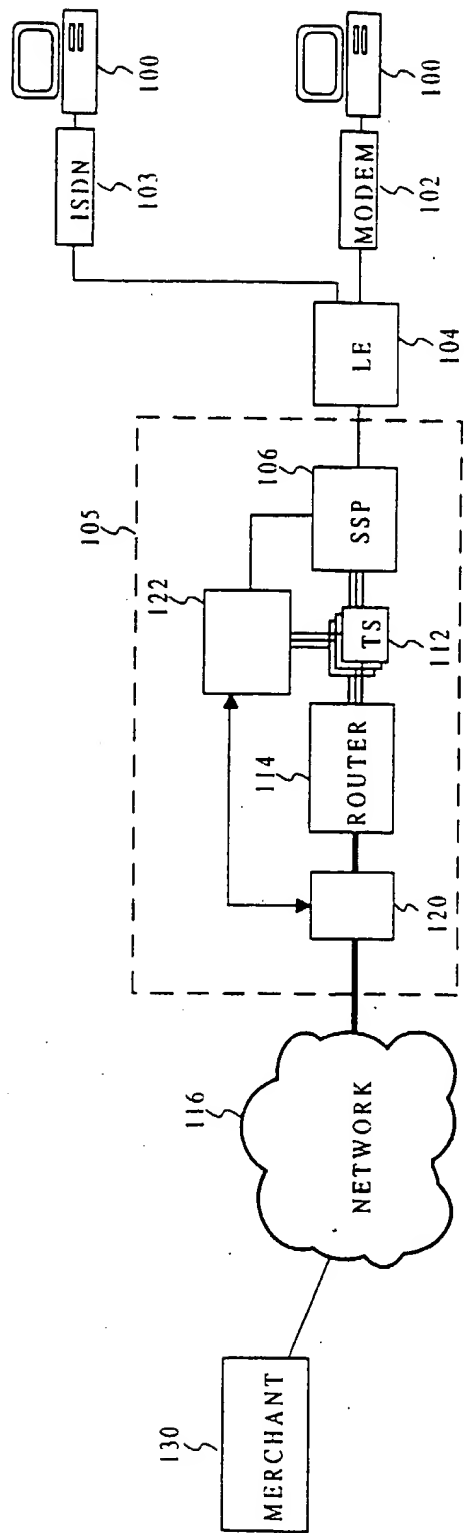 100
ISDN
103
100
MODEM
102
LE
104
105
106
SSP
122
TS
112
114
ROUTER
120
116
NETWORK
130
MERCHANT